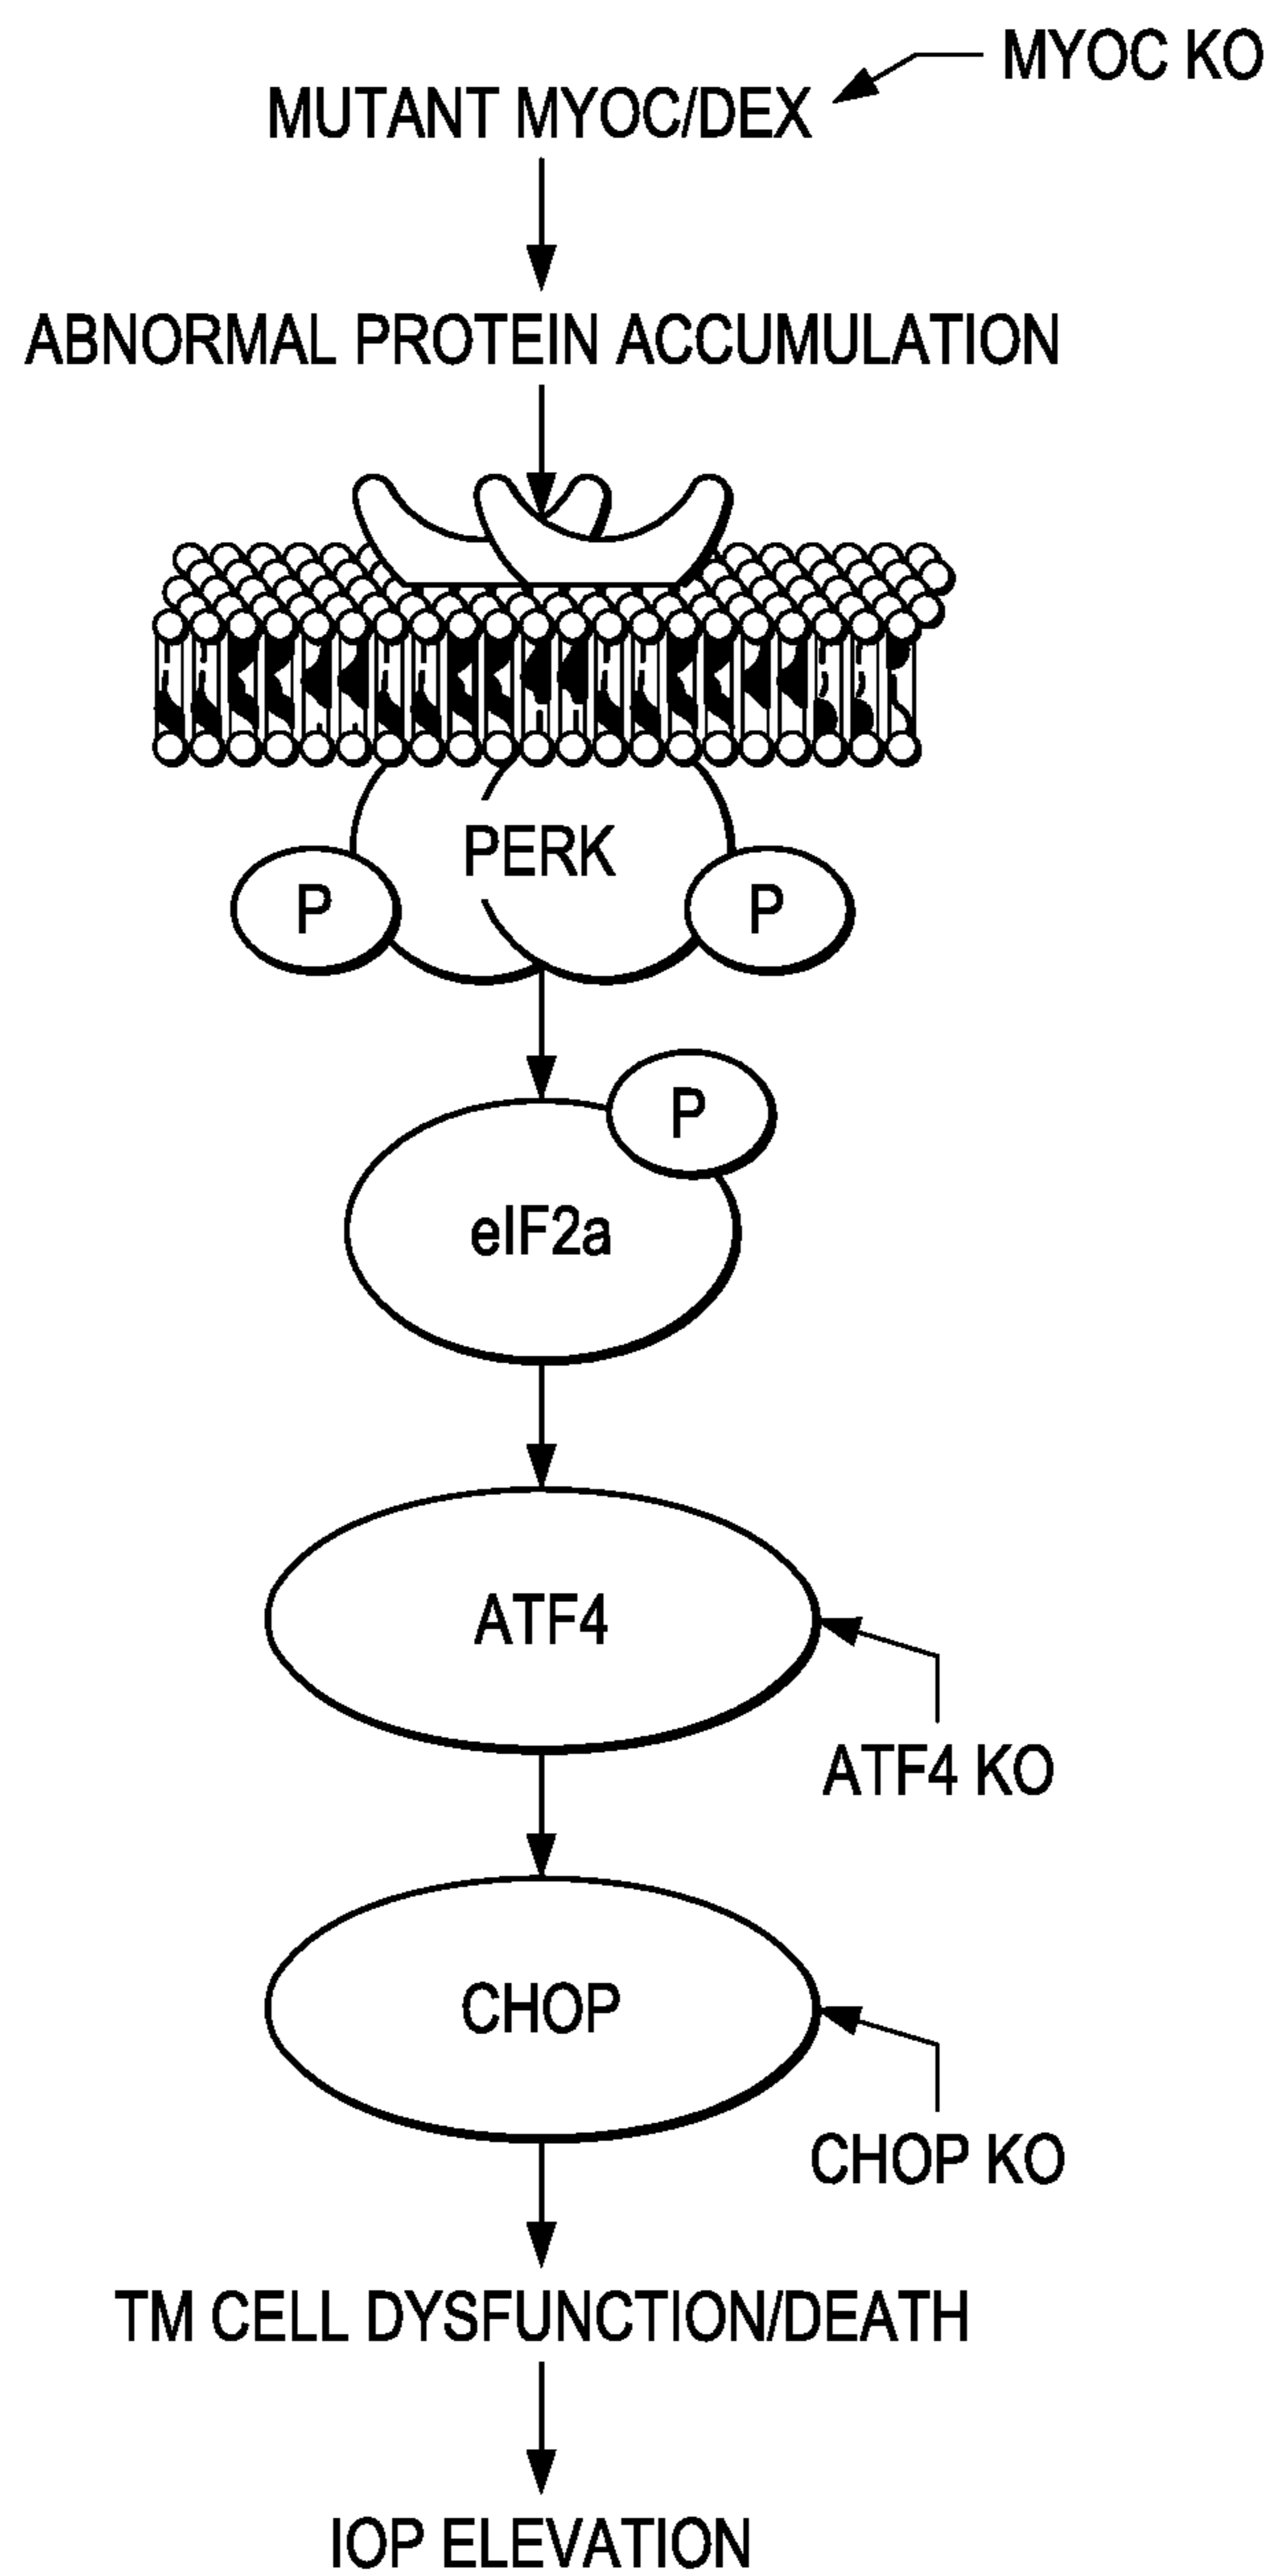 MYOC KO
MUTANT MYOC/DEX
ABNORMAL PROTEIN ACCUMULATION
PERK
P
P
P
eIF2a
ATF4
ATF4 KO
CHOP
CHOP KO
TM CELL DYSFUNCTION/DEATH
IOP ELEVATION